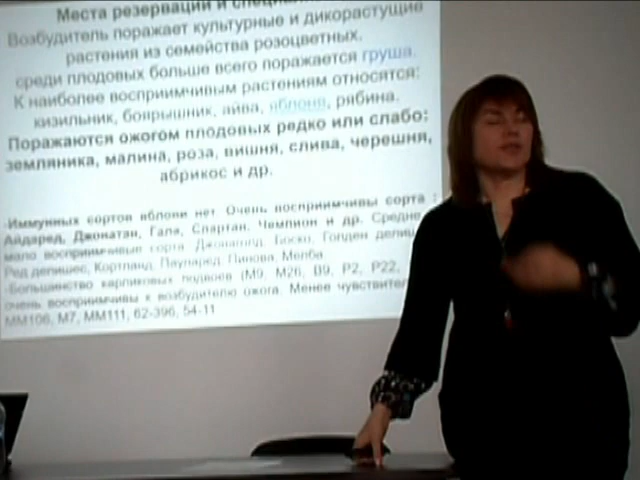 Места резервации и специали
Возбудитель поражает культурные и дикорастущие
растения из семейства розоцветных.
среди плодовых больше всего поражается груша.
К наиболее восприимчивым растениям относятся:
кизильник, боярышник, айва, яблоня, рябина.
Поражаются ожогом плодовых редко или слабо:
земляника, малина, роза, вишня, слива, черешня,
абрикос и др.
-Иммунных сортов яблони нет. Очень восприимчивы сорта :
Айдаред, Джонатан, Гала, Спартан, Чемпион и др. Средне
мало восприимчивые сорта: Джонаголд, Боско, Голден делиш
Ред делишес, Кортланд, Пауларед, Пинова, Мелба
-Большинство карликовых подвоев (М9, М26, В9, Р2, Р22,
очень восприимчивы к возбудителю ожога. Менее чувствител
ММ106, М7, ММ111, 62-396, 54-11